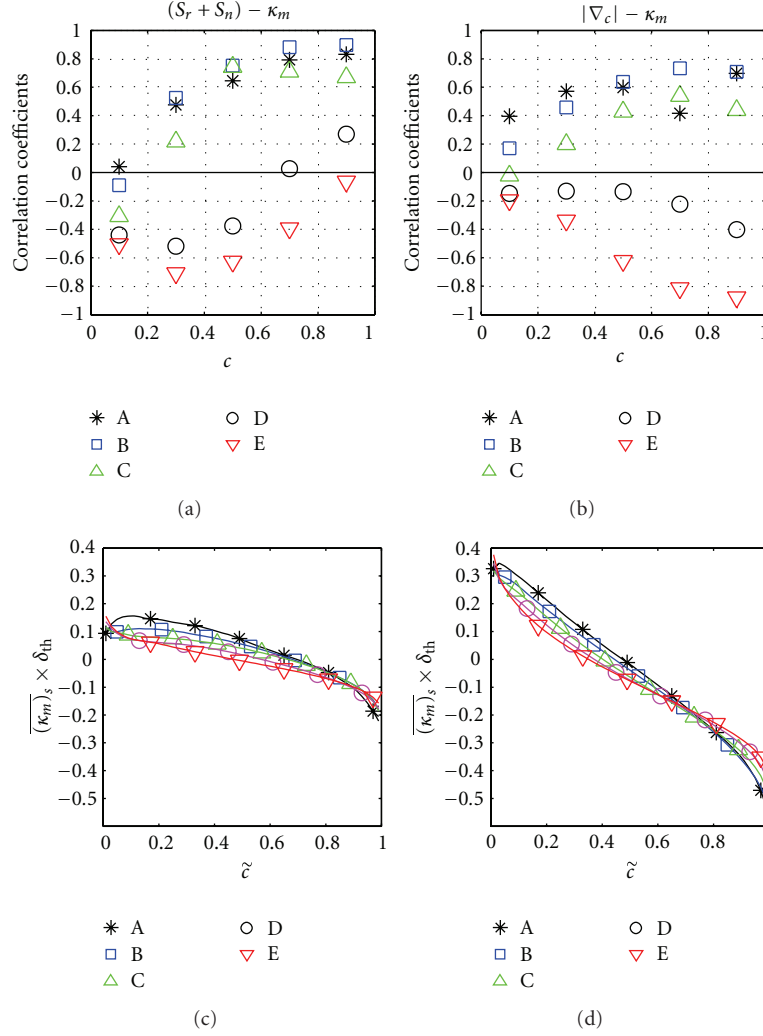 (S_r + S_n) − κ_m
Correlation coefficients
1
0.8
0.6
0.4
0.2
0
−0.2
−0.4
−0.6
−0.8
−1
0 0.2 0.4 0.6 0.8 1
c
A
B
C
D
E
(a)
|∇_c| − κ_m
Correlation coefficients
1
0.8
0.6
0.4
0.2
0
−0.2
−0.4
−0.6
−0.8
−1
0 0.2 0.4 0.6 0.8 1
c
A
B
C
D
E
(b)
\overline{(κ_m)}_s × δ_th
0.4
0.3
0.2
0.1
0
−0.1
−0.2
−0.3
−0.4
−0.5
0 0.2 0.4 0.6 0.8 1
c̃
A
B
C
D
E
(c)
\overline{(κ_m)}_s × δ_th
0.4
0.3
0.2
0.1
0
−0.1
−0.2
−0.3
−0.4
−0.5
0 0.2 0.4 0.6 0.8
c̃
A
B
C
D
E
(d)